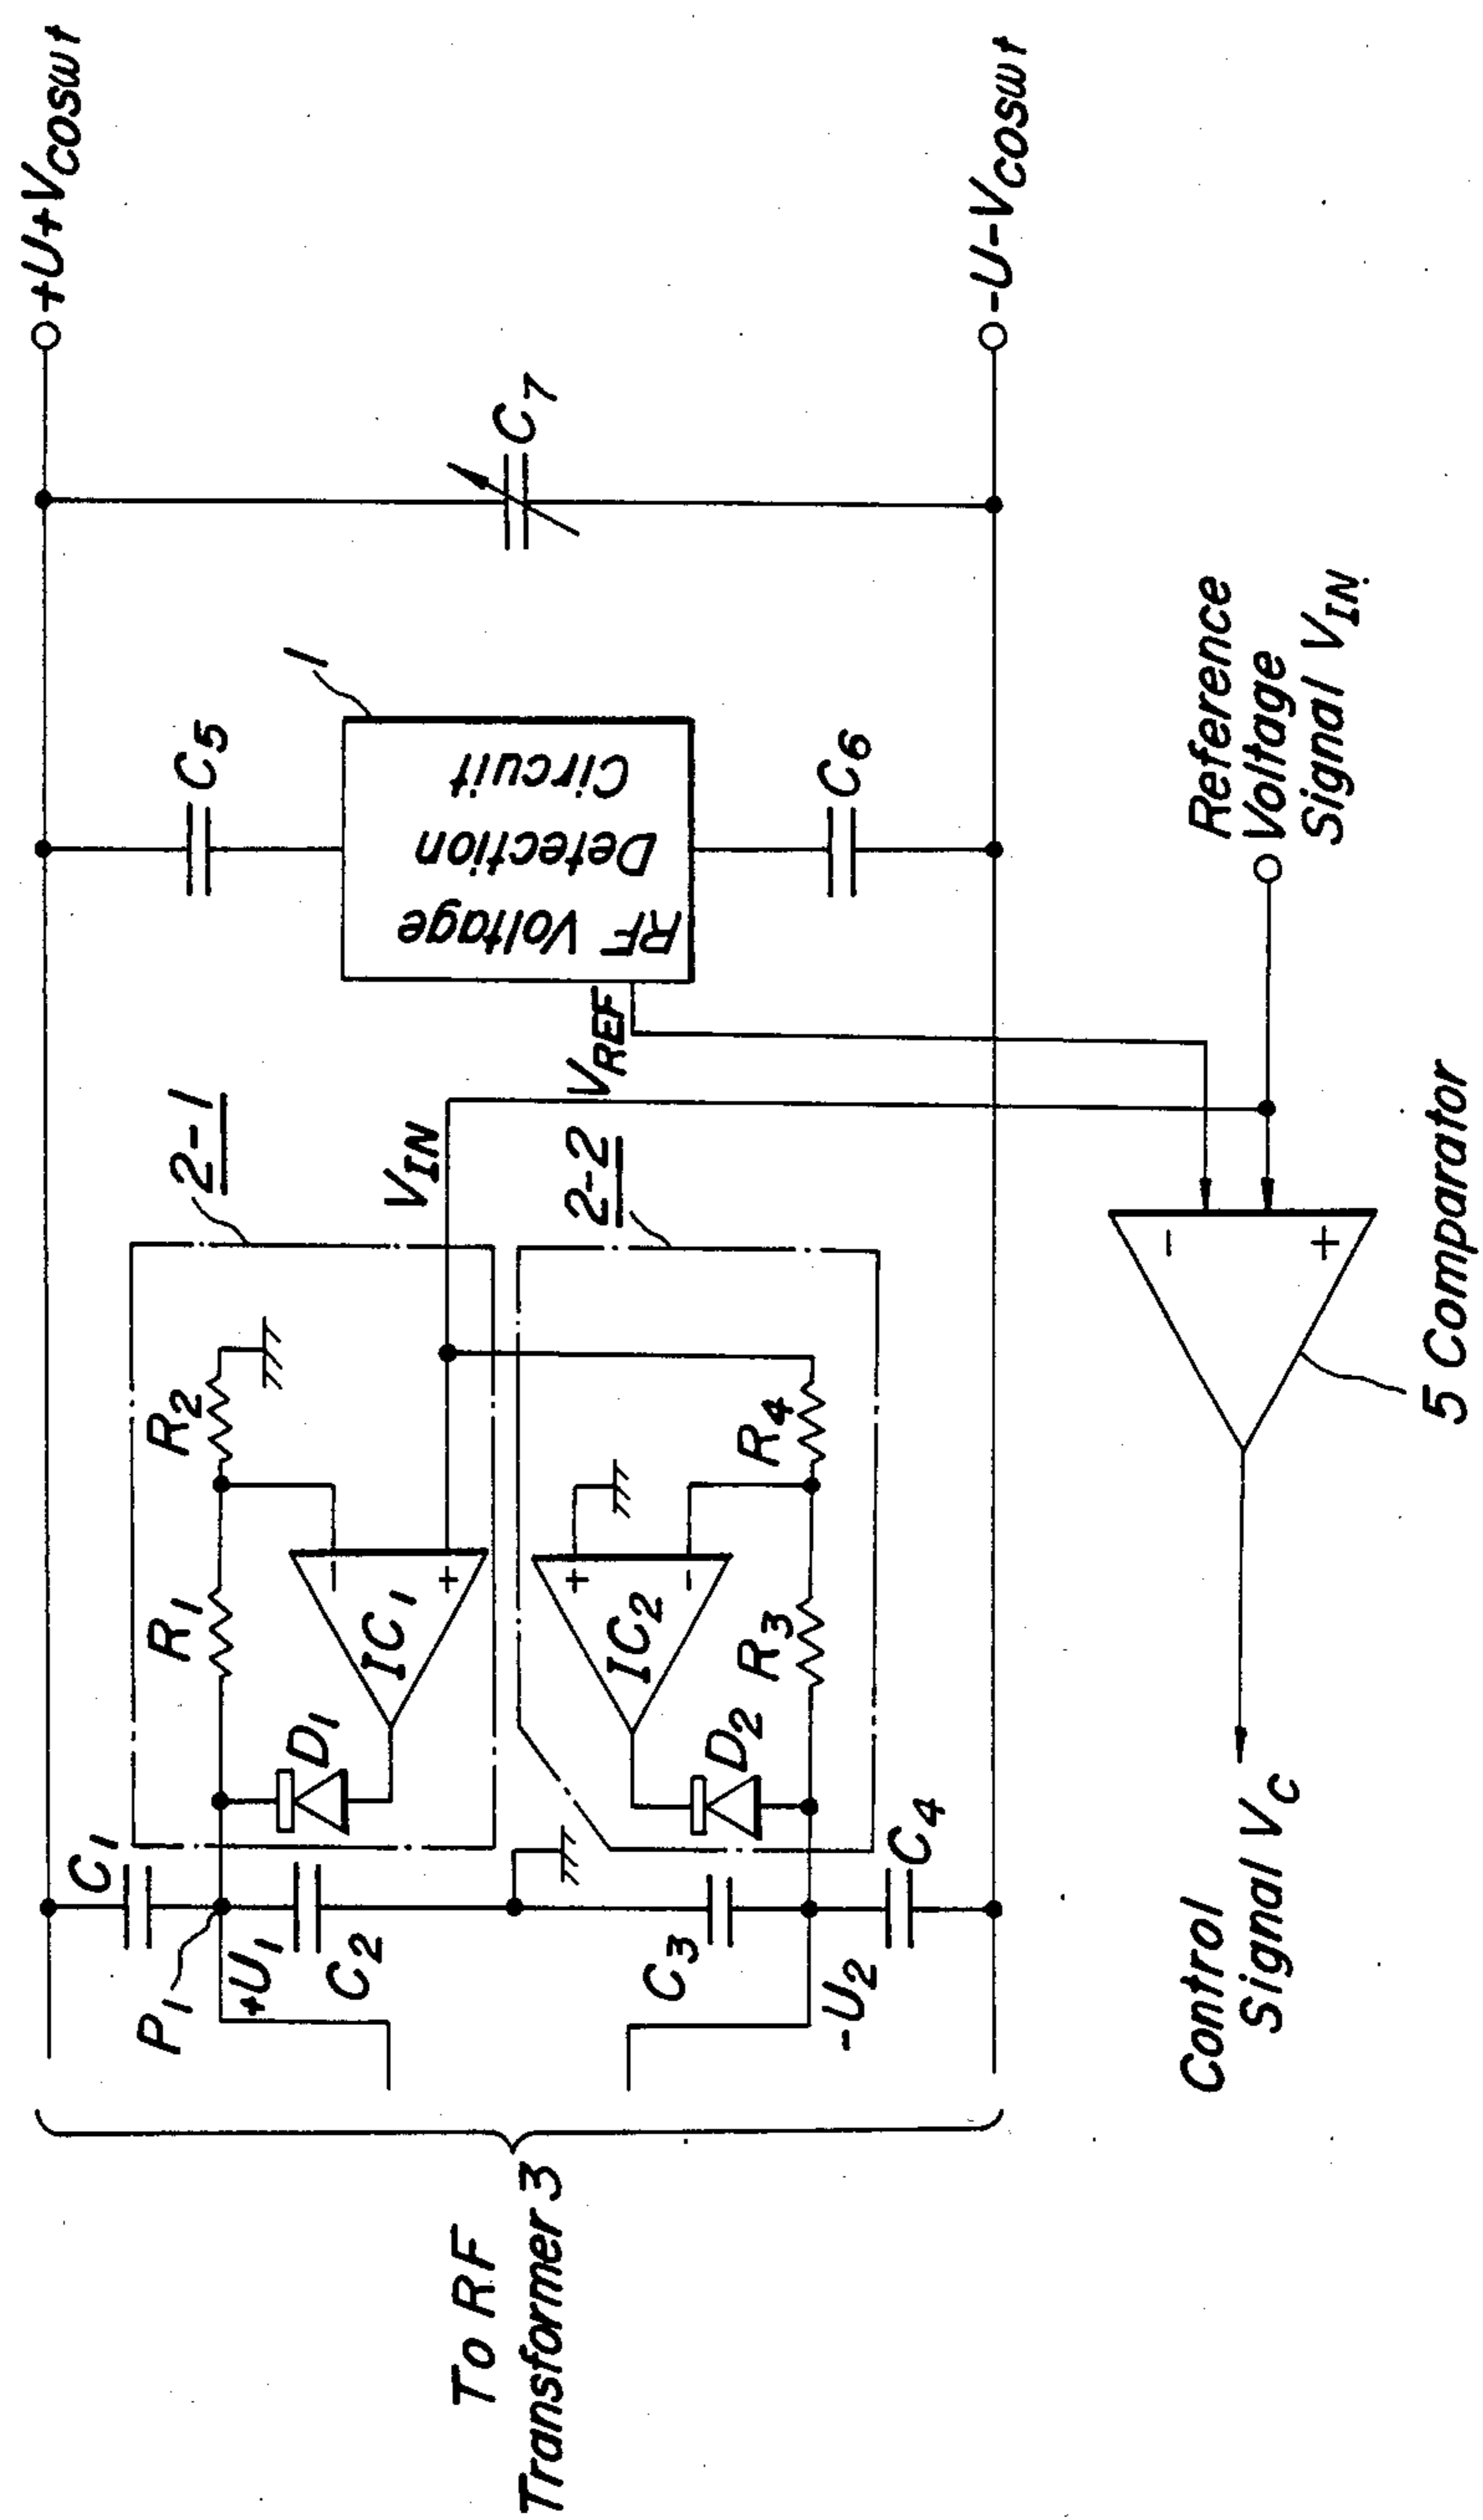 +U+Vcosωt
-U-Vcosωt
C7
C5
1
RF Voltage
Detection
Circuit
C6
Reference
Voltage
Signal VIN
VREF
VIN
2-1
2-2
R2
R1
IC1
+
-
D1
R4
R3
IC2
+
-
D2
C1
P1
+U1
C2
C3
C4
-U2
-
+
5 Comparator
Control
Signal VC
To RF
Transformer 3